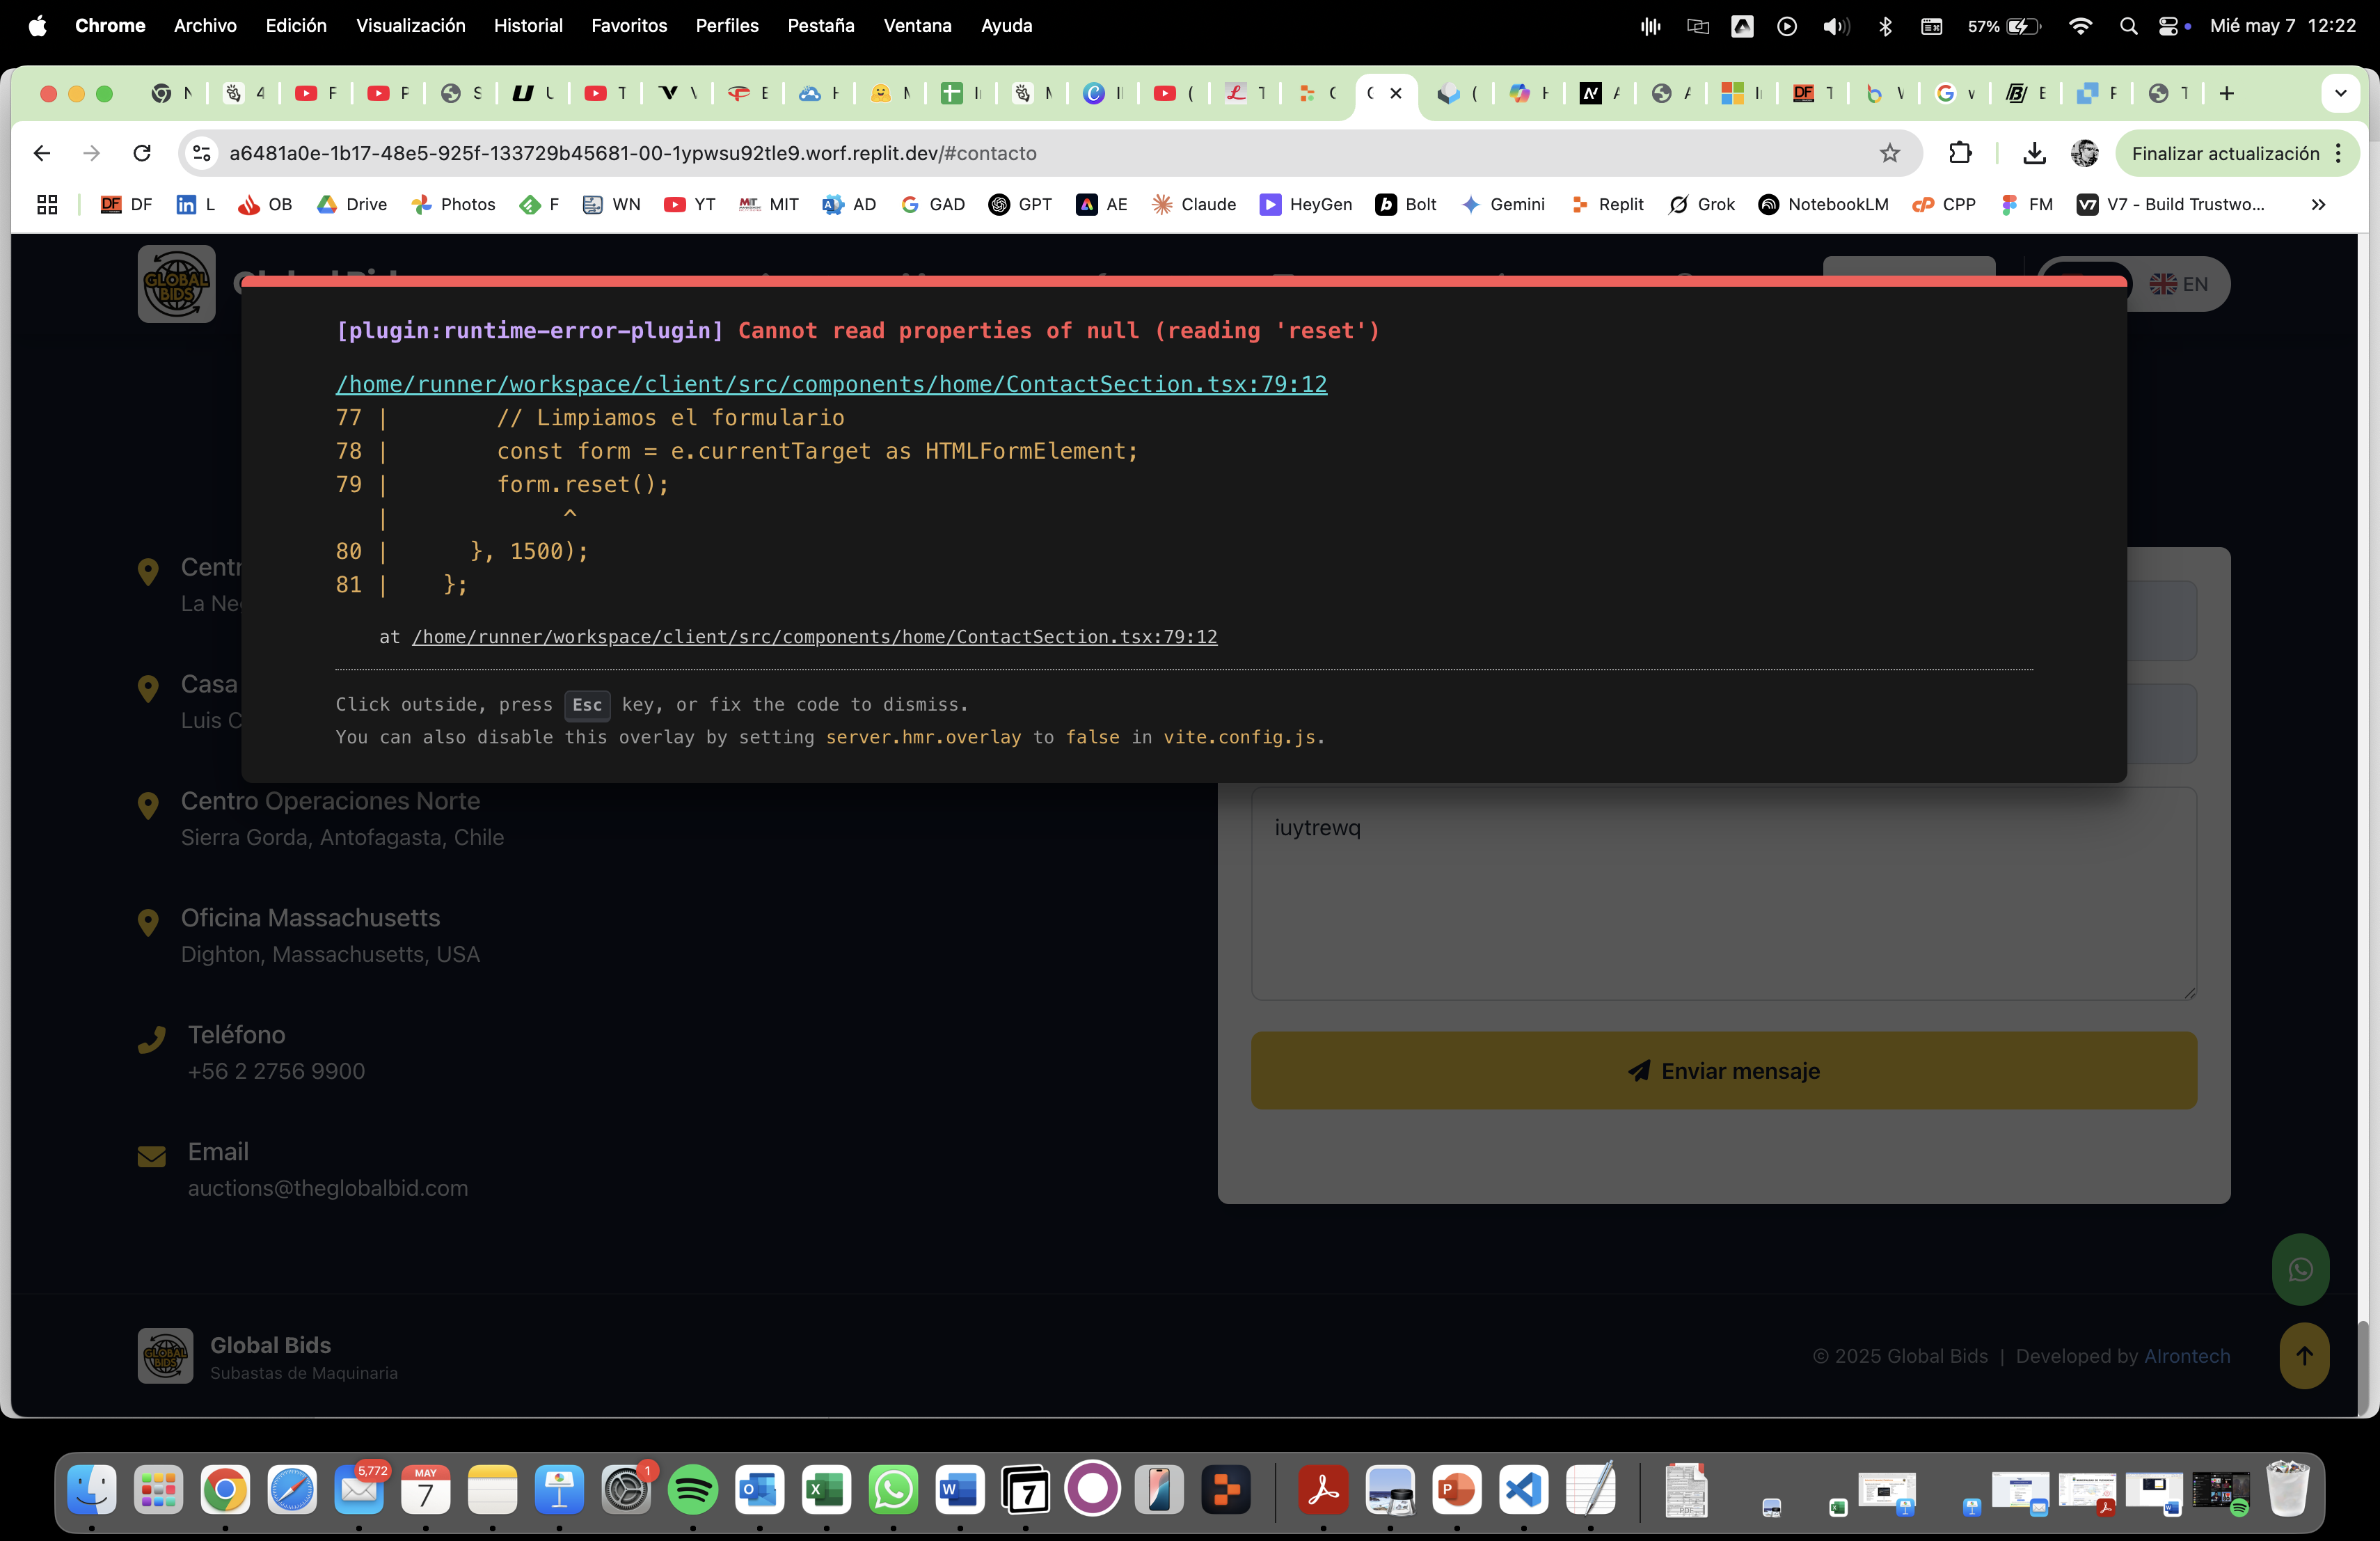 Chrome Archivo Edición Visualización Historial Favoritos Perfiles Pestaña Ventana Ayuda
57% Mié may 7 12:22
a6481a0e-1b17-48e5-925f-133729b45681-00-1ypwsu92tle9.worf.replit.dev/#contacto
Finalizar actualización
DF L OB Drive Photos F WN YT MIT AD GAD GPT AE Claude HeyGen Bolt Gemini Replit Grok NotebookLM CPP FM V7 - Build Trustwo...
GLOBAL BIDS
EN
[plugin:runtime-error-plugin] Cannot read properties of null (reading 'reset')
/home/runner/workspace/client/src/components/home/ContactSection.tsx:79:12
77 | // Limpiamos el formulario
78 | const form = e.currentTarget as HTMLFormElement;
79 | form.reset();
| ^
80 | }, 1500);
81 | };
at /home/runner/workspace/client/src/components/home/ContactSection.tsx:79:12
Click outside, press Esc key, or fix the code to dismiss.
You can also disable this overlay by setting server.hmr.overlay to false in vite.config.js.
Casa
Luis C
Centro Operaciones Norte
Sierra Gorda, Antofagasta, Chile
Oficina Massachusetts
Dighton, Massachusetts, USA
Teléfono
+56 2 2756 9900
Email
auctions@theglobalbid.com
iuytrewq
Enviar mensaje
GLOBAL BIDS
Global Bids
Subastas de Maquinaria
© 2025 Global Bids | Developed by AIrontech
5,772
MAY
7
1
7
PDF